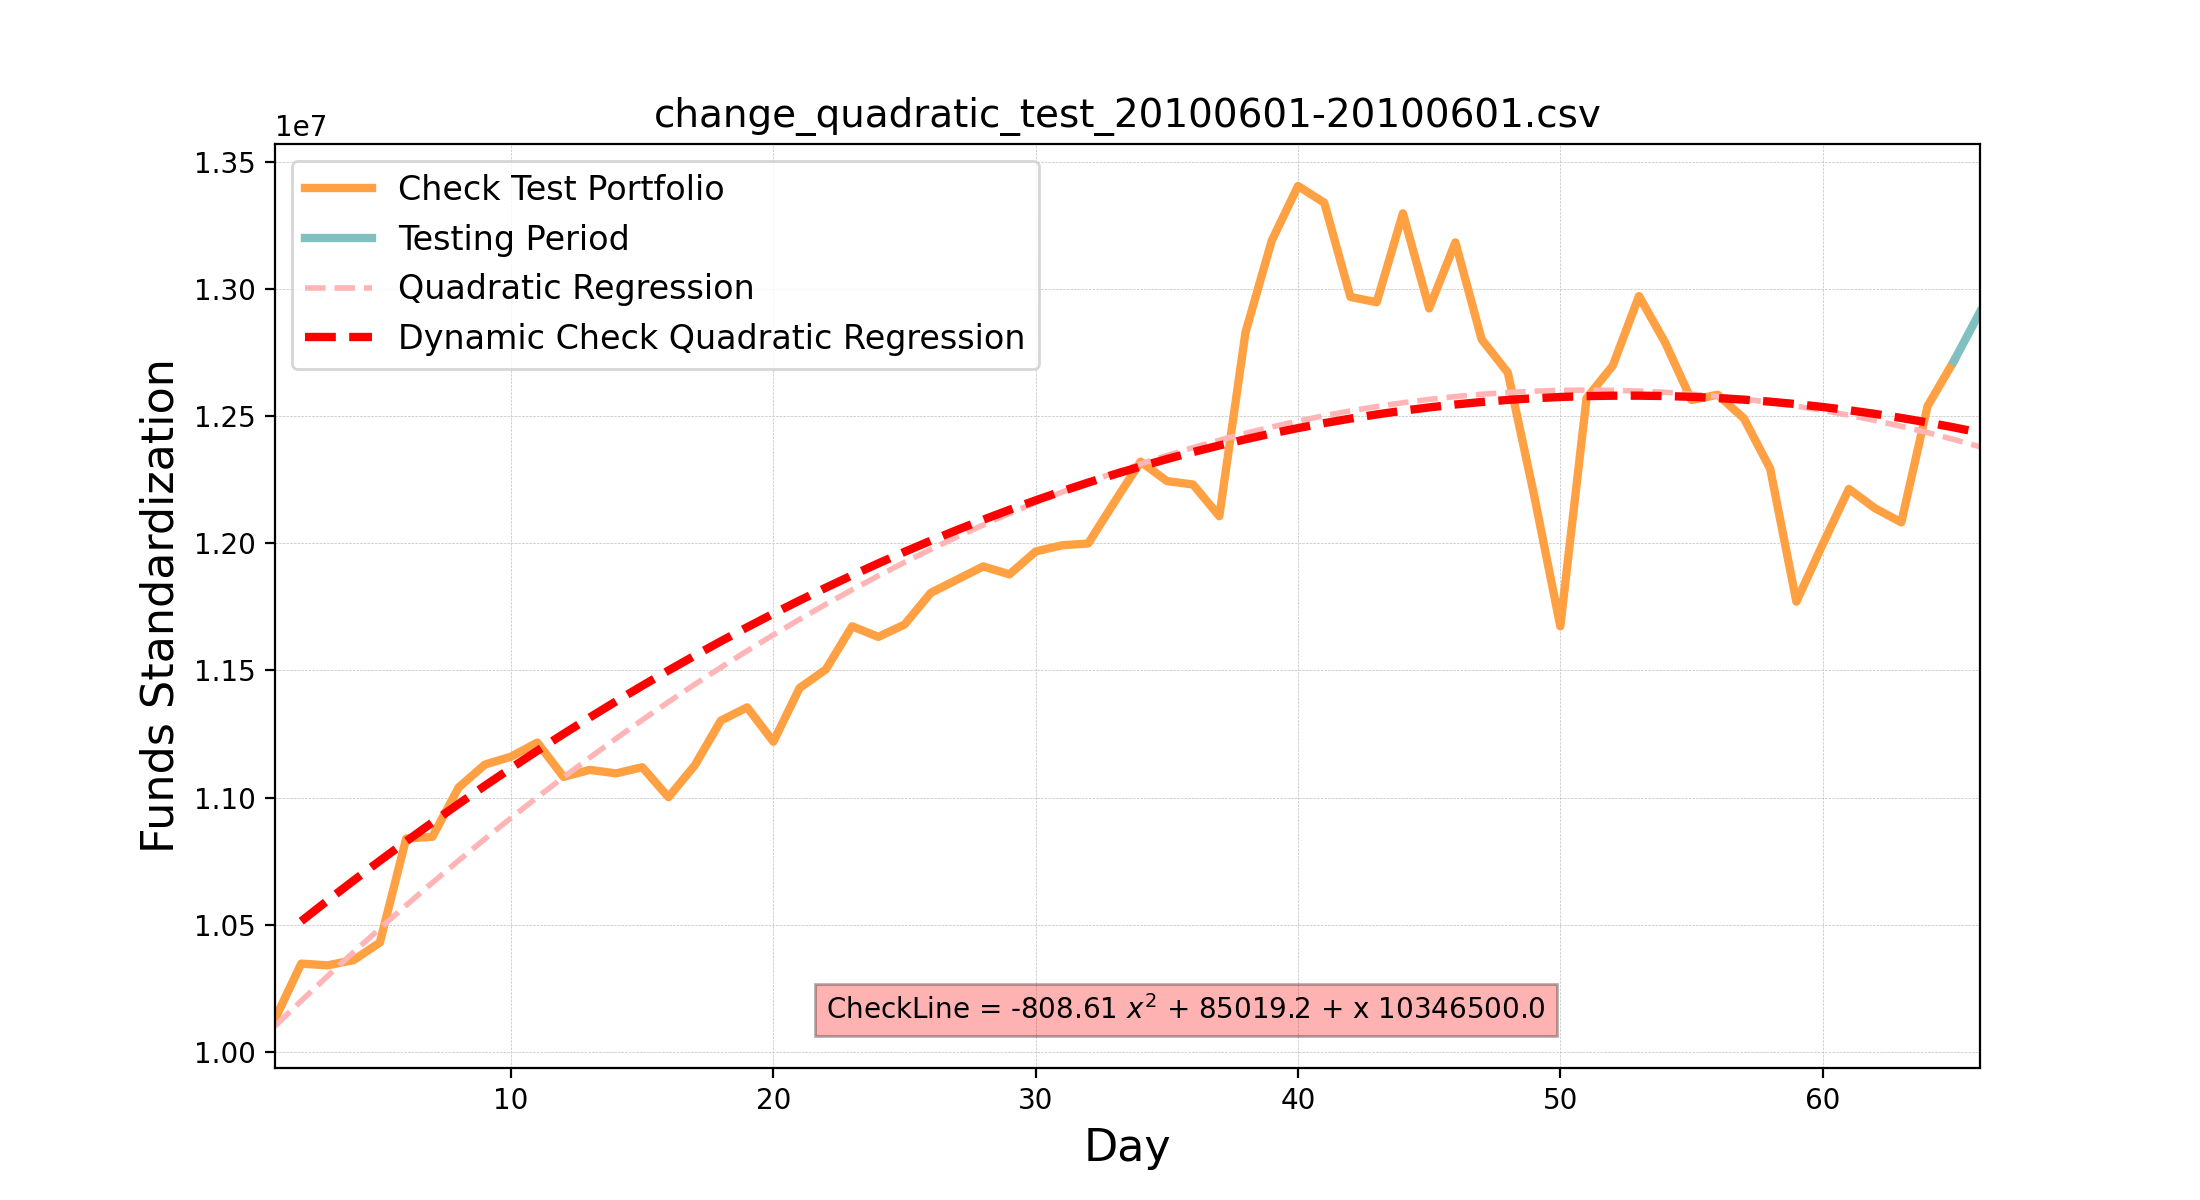 change_quadratic_test_20100601-20100601.csv
1e7
Check Test Portfolio
Testing Period
Quadratic Regression
Dynamic Check Quadratic Regression
1.35
1.30
1.25
1.20
1.15
1.10
1.05
1.00
Funds Standardization
CheckLine = -808.61 x² + 85019.2 + x 10346500.0
10 20 30 40 50 60
Day